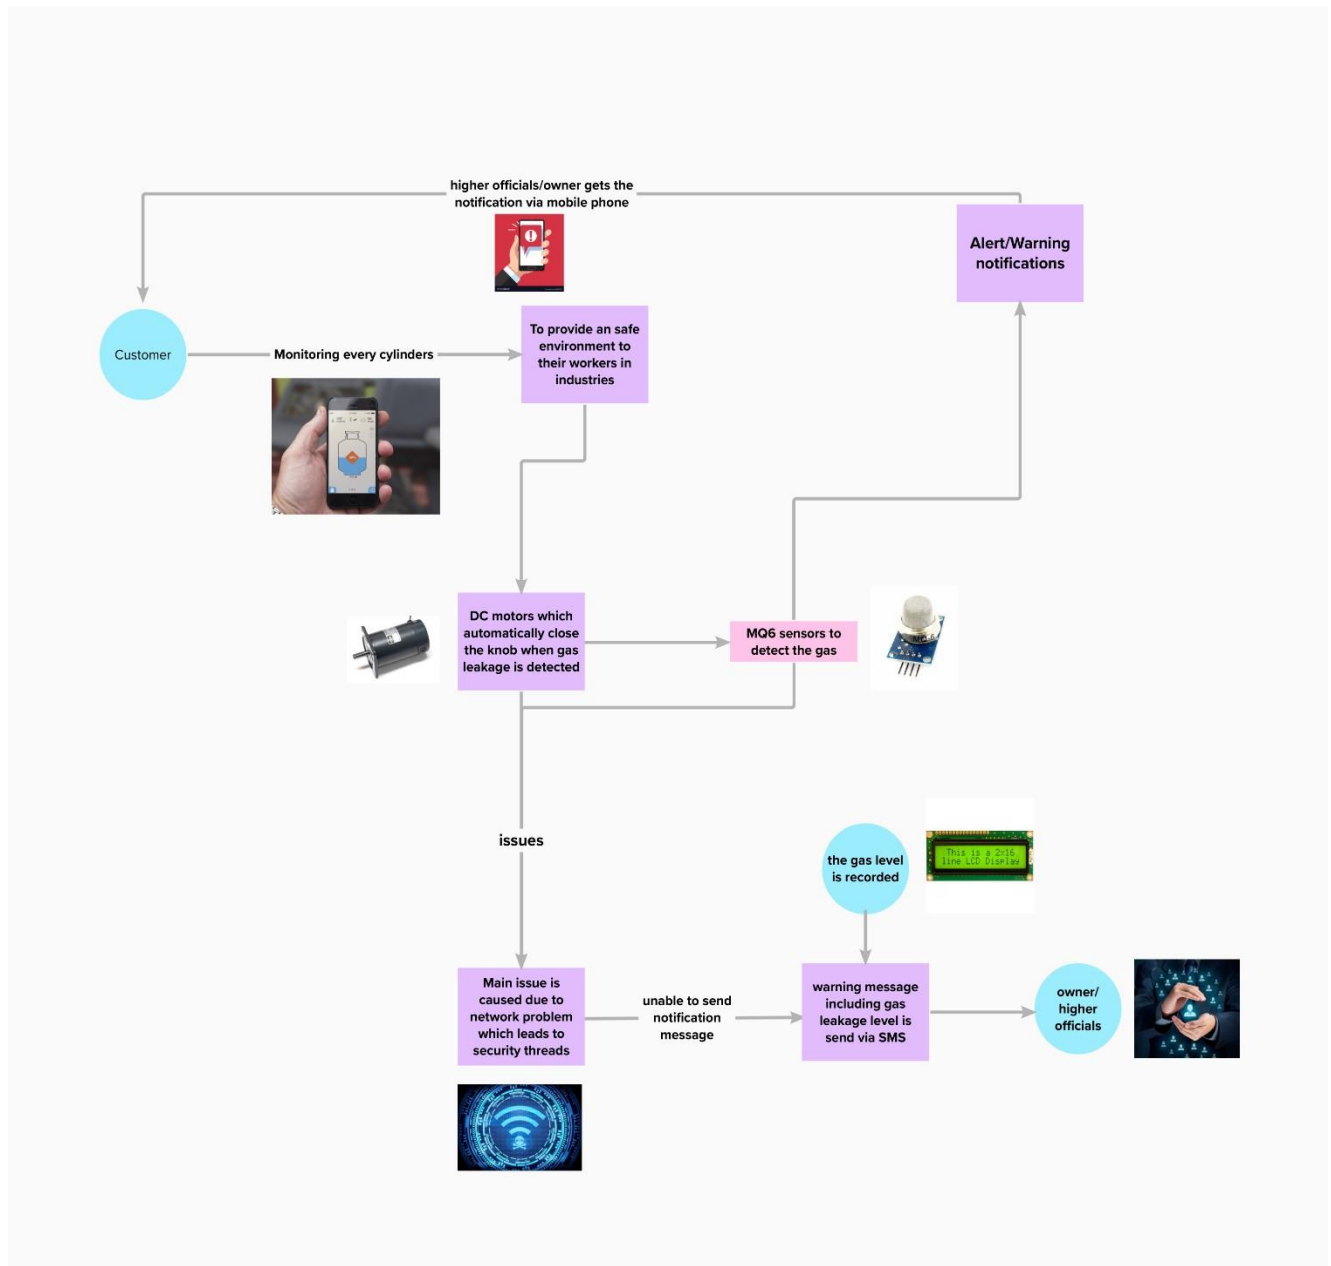 higher officials/owner gets the
notification via mobile phone
Alert/Warning
notifications
Customer
Monitoring every cylinders
To provide an safe
environment to
their workers in
industries
DC motors which
automatically close
the knob when gas
leakage is detected
MQ6 sensors to
detect the gas
MQ-6
issues
the gas level
is recorded
This is a 2x16
line LCD Display
Main issue is
caused due to
network problem
which leads to
security threads
unable to send
notification
message
warning message
including gas
leakage level is
send via SMS
owner/
higher
officials